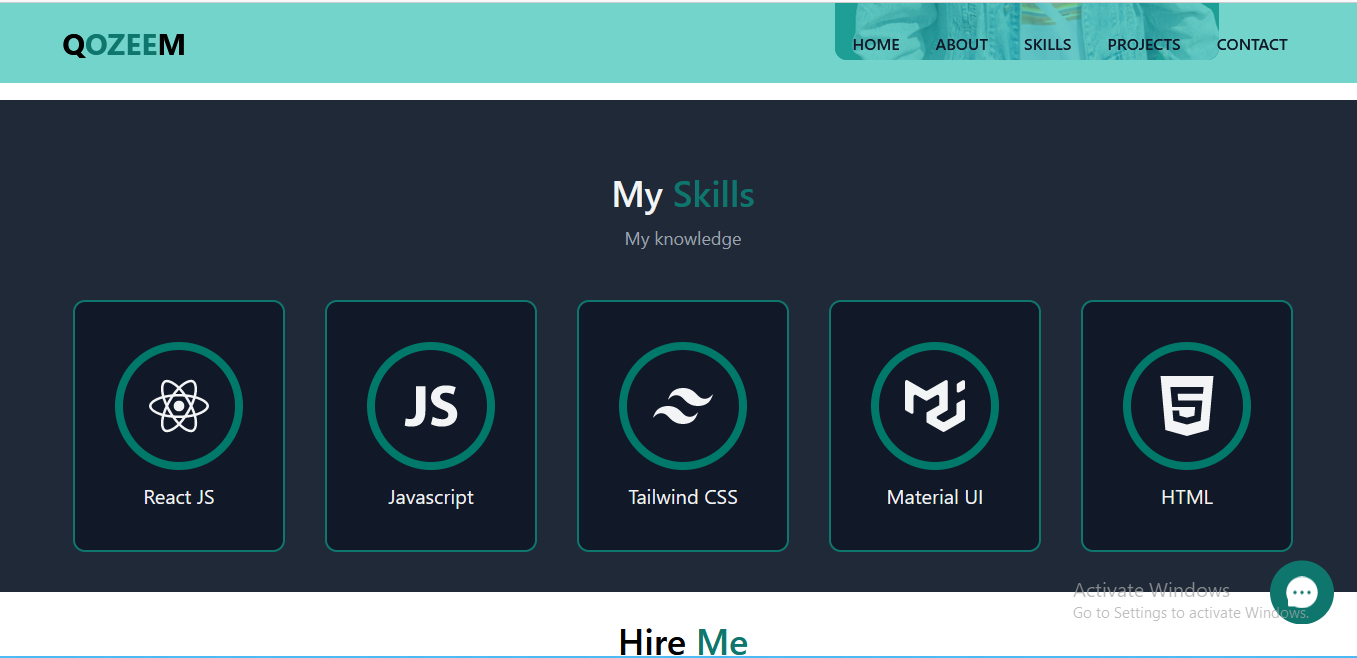 QOZEEM HOME ABOUT SKILLS PROJECTS CONTACT
My Skills
My knowledge
JS
React JS Javascript Tailwind CSS Material UI HTML
Activate Windows
Go to Settings to activate Windows.
Hire Me